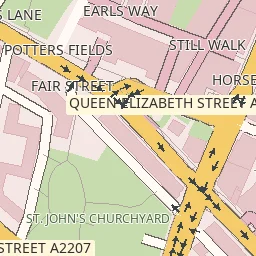 EARLS WAY
S LANE
POTTERS FIELDS
STILL WALK
FAIR STREET
HORSE
QUEEN ELIZABETH STREET A
ST. JOHN'S CHURCHYARD
STREET A2207